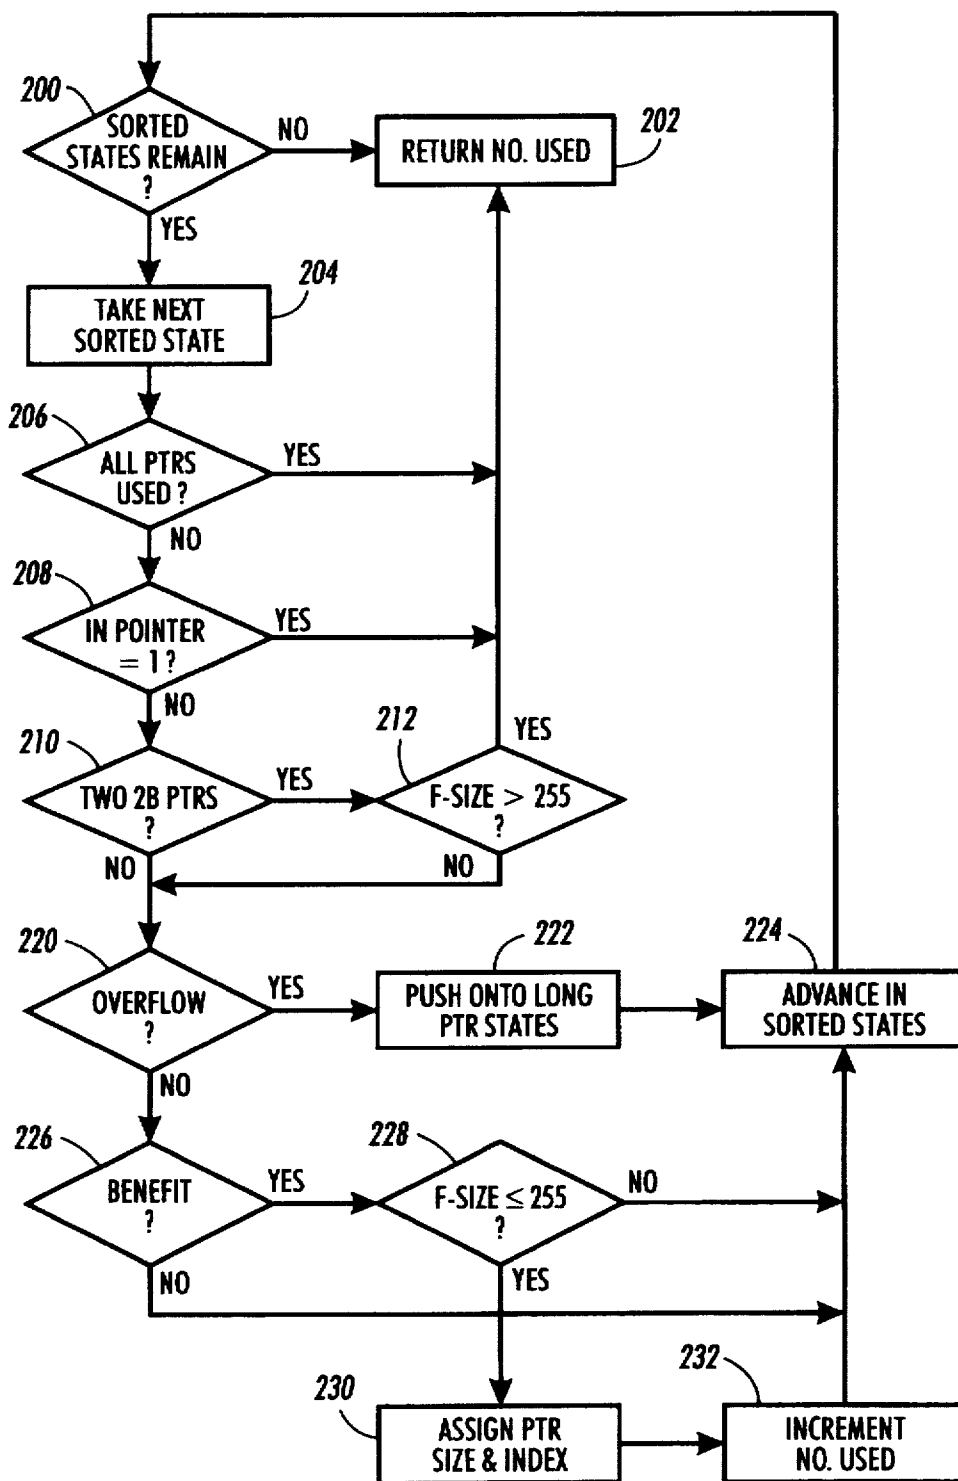 200
SORTED
STATES REMAIN
?
NO
RETURN NO. USED
202
YES
TAKE NEXT
SORTED STATE
204
206
ALL PTRS
USED ?
YES
NO
208
IN POINTER
= 1 ?
YES
NO
210
TWO 2B PTRS
?
YES
212
F-SIZE > 255
?
YES
NO
NO
220
OVERFLOW
?
YES
222
PUSH ONTO LONG
PTR STATES
224
ADVANCE IN
SORTED STATES
NO
226
BENEFIT
?
YES
228
F-SIZE ≤ 255
?
NO
NO
YES
230
ASSIGN PTR
SIZE & INDEX
232
INCREMENT
NO. USED